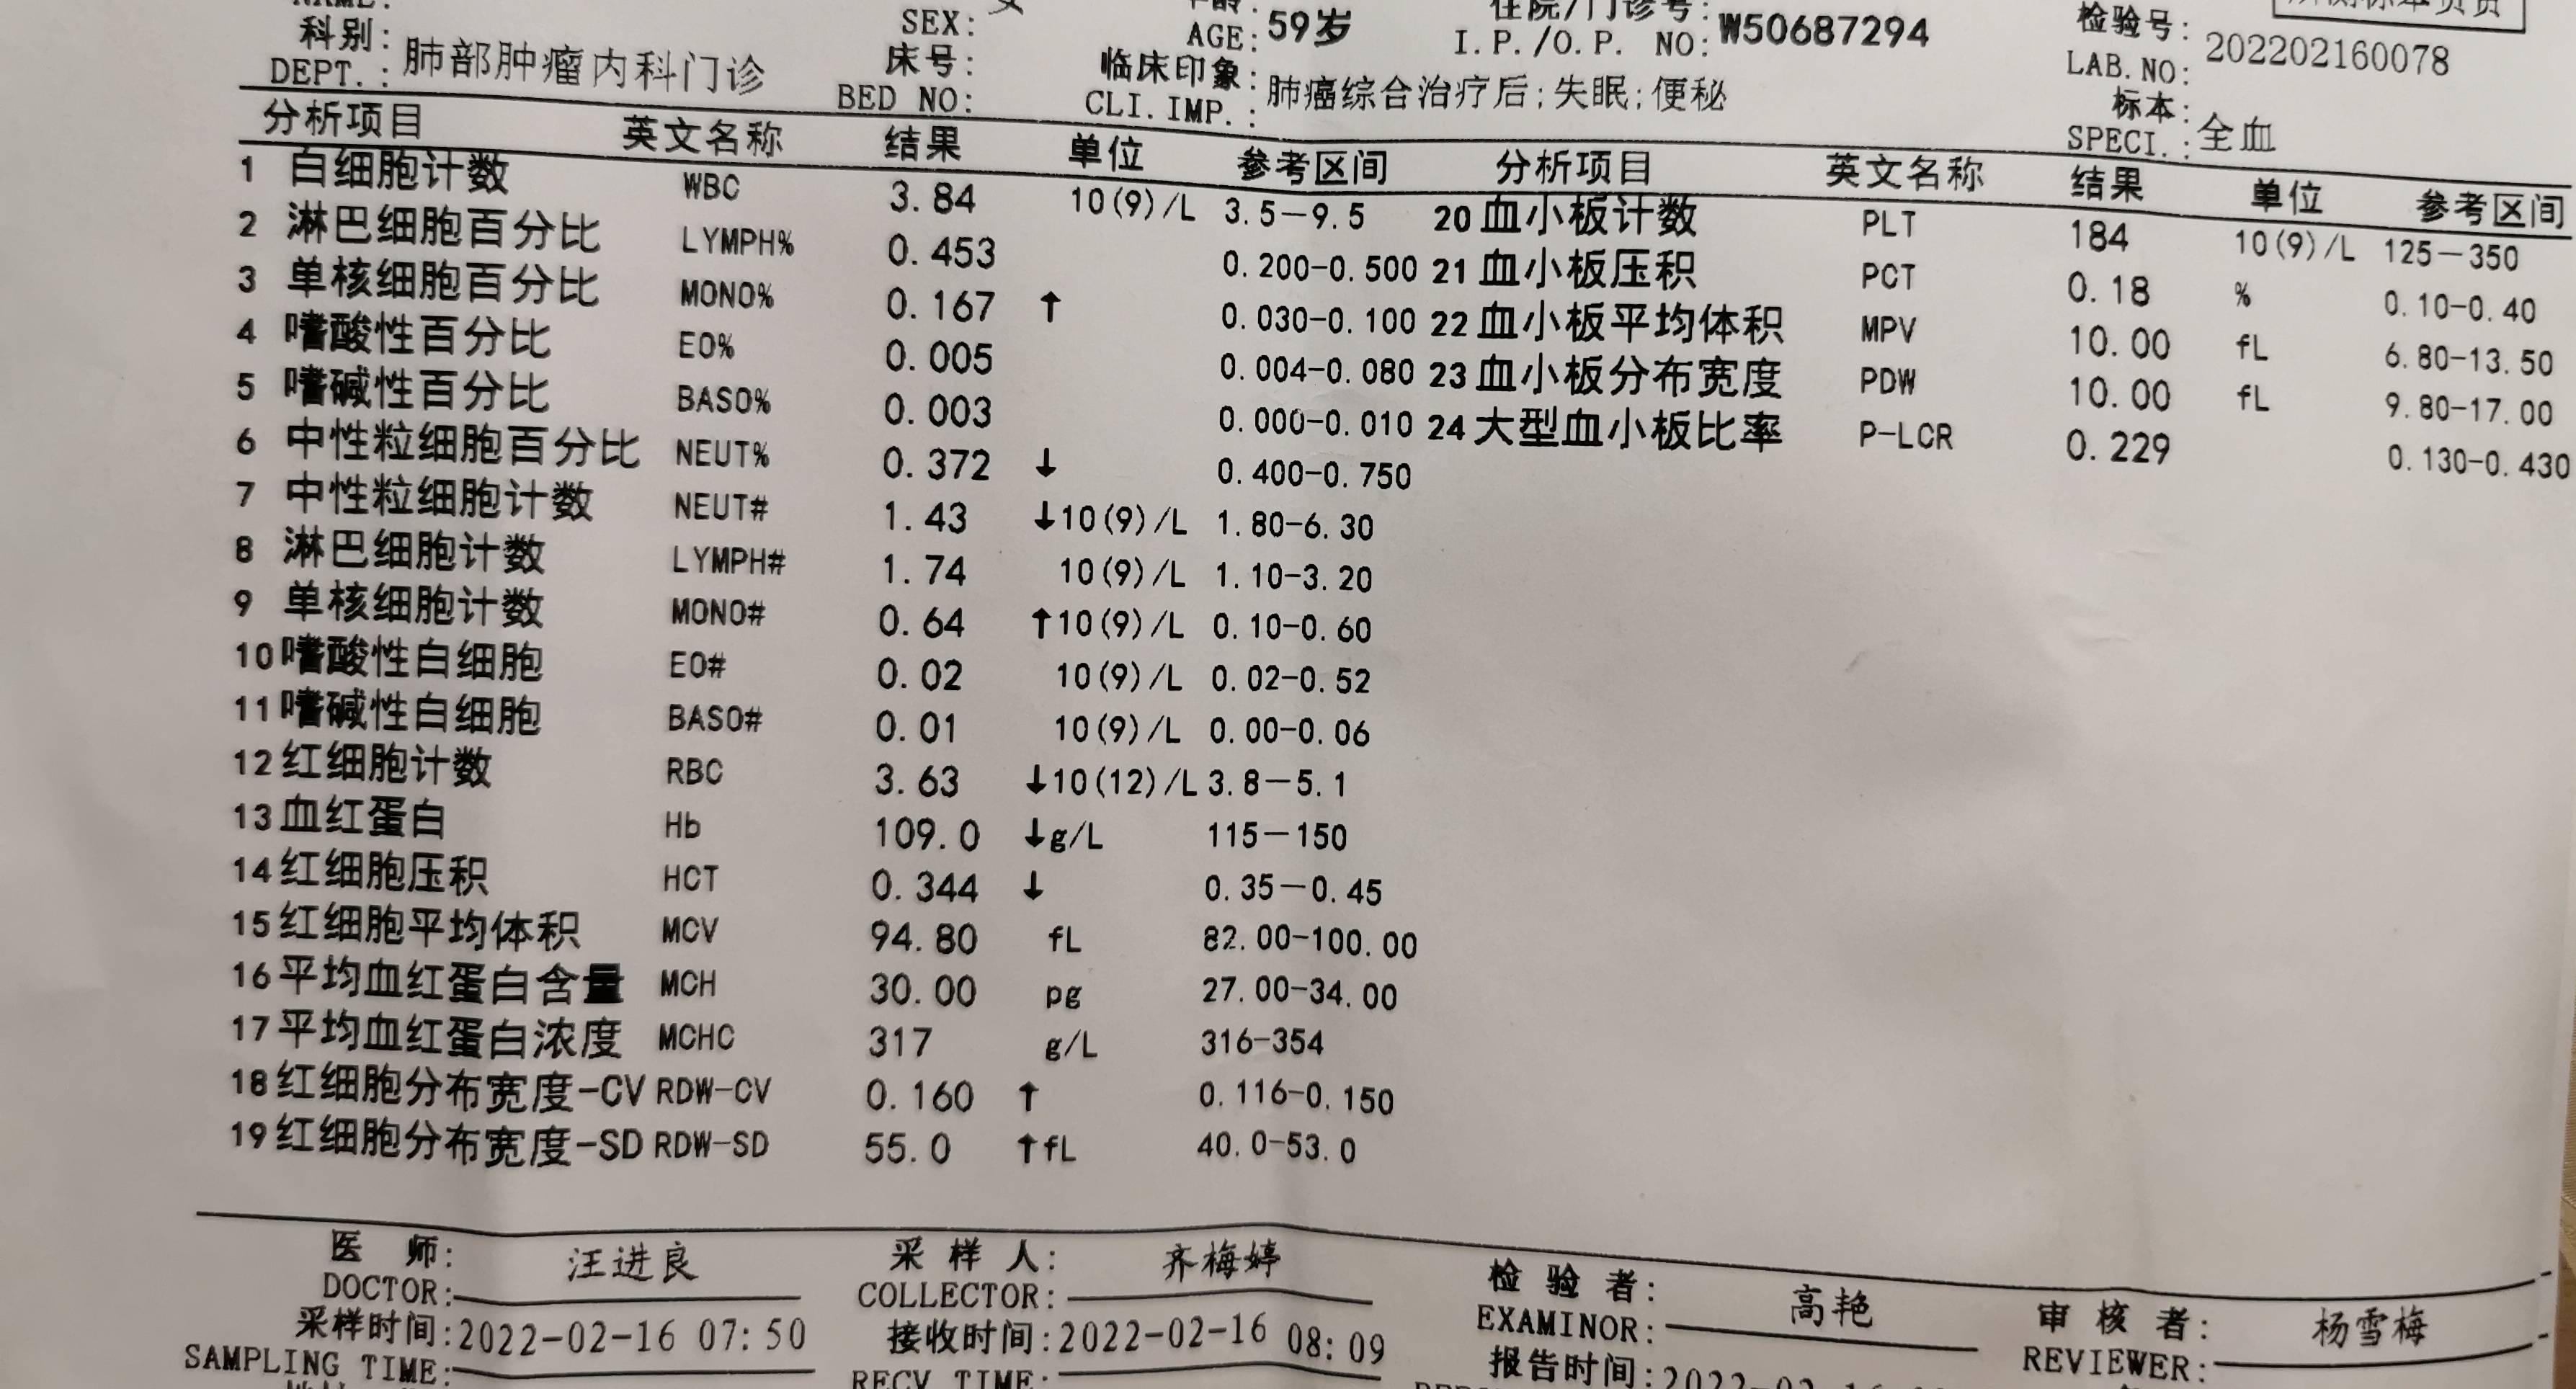 科别: 肺部肿瘤内科门诊 SEX: 女 AGE: 59岁 住院/门诊号: W50687294 检验号: 202202160078
DEPT.: 床号: 临床印象: 肺癌综合治疗后;失眠;便秘 I.P./O.P. NO: LAB.NO:
BED NO: CLI.IMP.: 标本: 全血
SPECI.:
分析项目 英文名称 结果 单位 参考区间 分析项目 英文名称 结果 单位 参考区间
1 白细胞计数 WBC 3.84 10(9)/L 3.5-9.5 20 血小板计数 PLT 184 10(9)/L 125-350
2 淋巴细胞百分比 LYMPH% 0.453 0.200-0.500 21 血小板压积 PCT 0.18 % 0.10-0.40
3 单核细胞百分比 MONO% 0.167 ↑ 0.030-0.100 22 血小板平均体积 MPV 10.00 fL 6.80-13.50
4 嗜酸性百分比 EO% 0.005 0.004-0.080 23 血小板分布宽度 PDW 10.00 fL 9.80-17.00
5 嗜碱性百分比 BASO% 0.003 0.000-0.010 24 大型血小板比率 P-LCR 0.229 0.130-0.430
6 中性粒细胞百分比 NEUT% 0.372 ↓ 0.400-0.750
7 中性粒细胞计数 NEUT# 1.43 ↓10(9)/L 1.80-6.30
8 淋巴细胞计数 LYMPH# 1.74 10(9)/L 1.10-3.20
9 单核细胞计数 MONO# 0.64 ↑10(9)/L 0.10-0.60
10 嗜酸性白细胞 EO# 0.02 10(9)/L 0.02-0.52
11 嗜碱性白细胞 BASO# 0.01 10(9)/L 0.00-0.06
12 红细胞计数 RBC 3.63 ↓10(12)/L 3.8-5.1
13 血红蛋白 Hb 109.0 ↓g/L 115-150
14 红细胞压积 HCT 0.344 ↓ 0.35-0.45
15 红细胞平均体积 MCV 94.80 fL 82.00-100.00
16 平均血红蛋白含量 MCH 30.00 pg 27.00-34.00
17 平均血红蛋白浓度 MCHC 317 g/L 316-354
18 红细胞分布宽度-CV RDW-CV 0.160 ↑ 0.116-0.150
19 红细胞分布宽度-SD RDW-SD 55.0 ↑fL 40.0-53.0
医 师: 汪进良 采 样 人: 齐梅婷 检 验 者: 高艳 审 核 者: 杨雪梅
DOCTOR: COLLECTOR: EXAMINOR: REVIEWER:
采样时间: 2022-02-16 07:50 接收时间: 2022-02-16 08:09 报告时间:
SAMPLING TIME: RECV TIME: